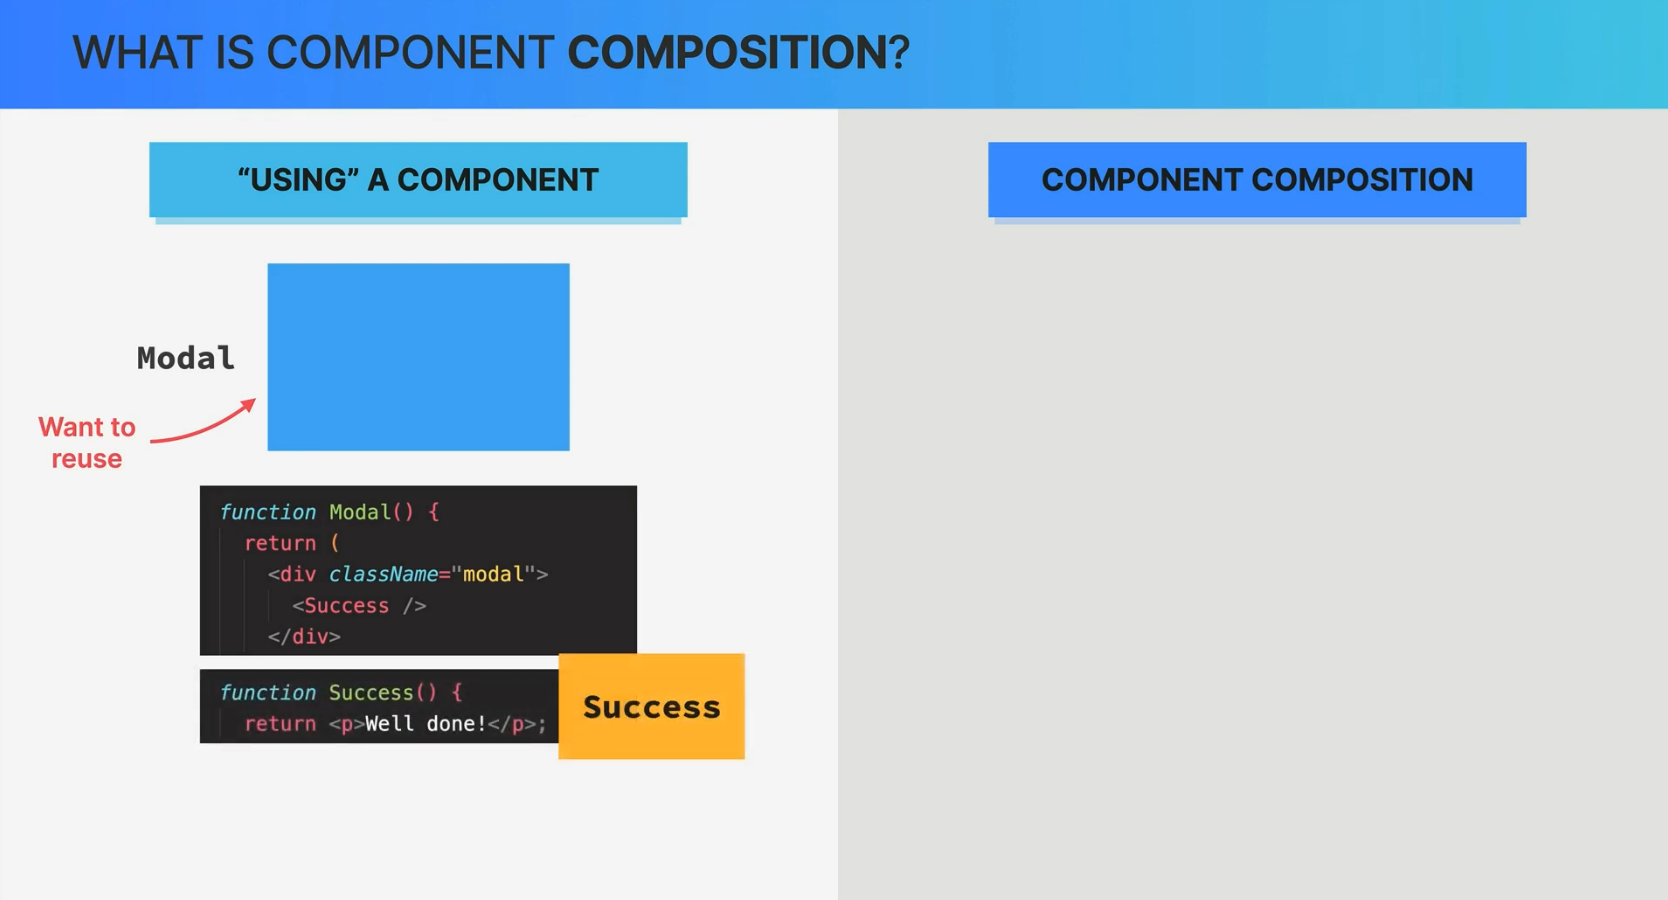 WHAT IS COMPONENT COMPOSITION?
“USING” A COMPONENT
Modal
Want to
reuse
function Modal() {
return (
<div className="modal">
<Success />
</div>
function Success() {
return <p>Well done!</p>;
Success
COMPONENT COMPOSITION